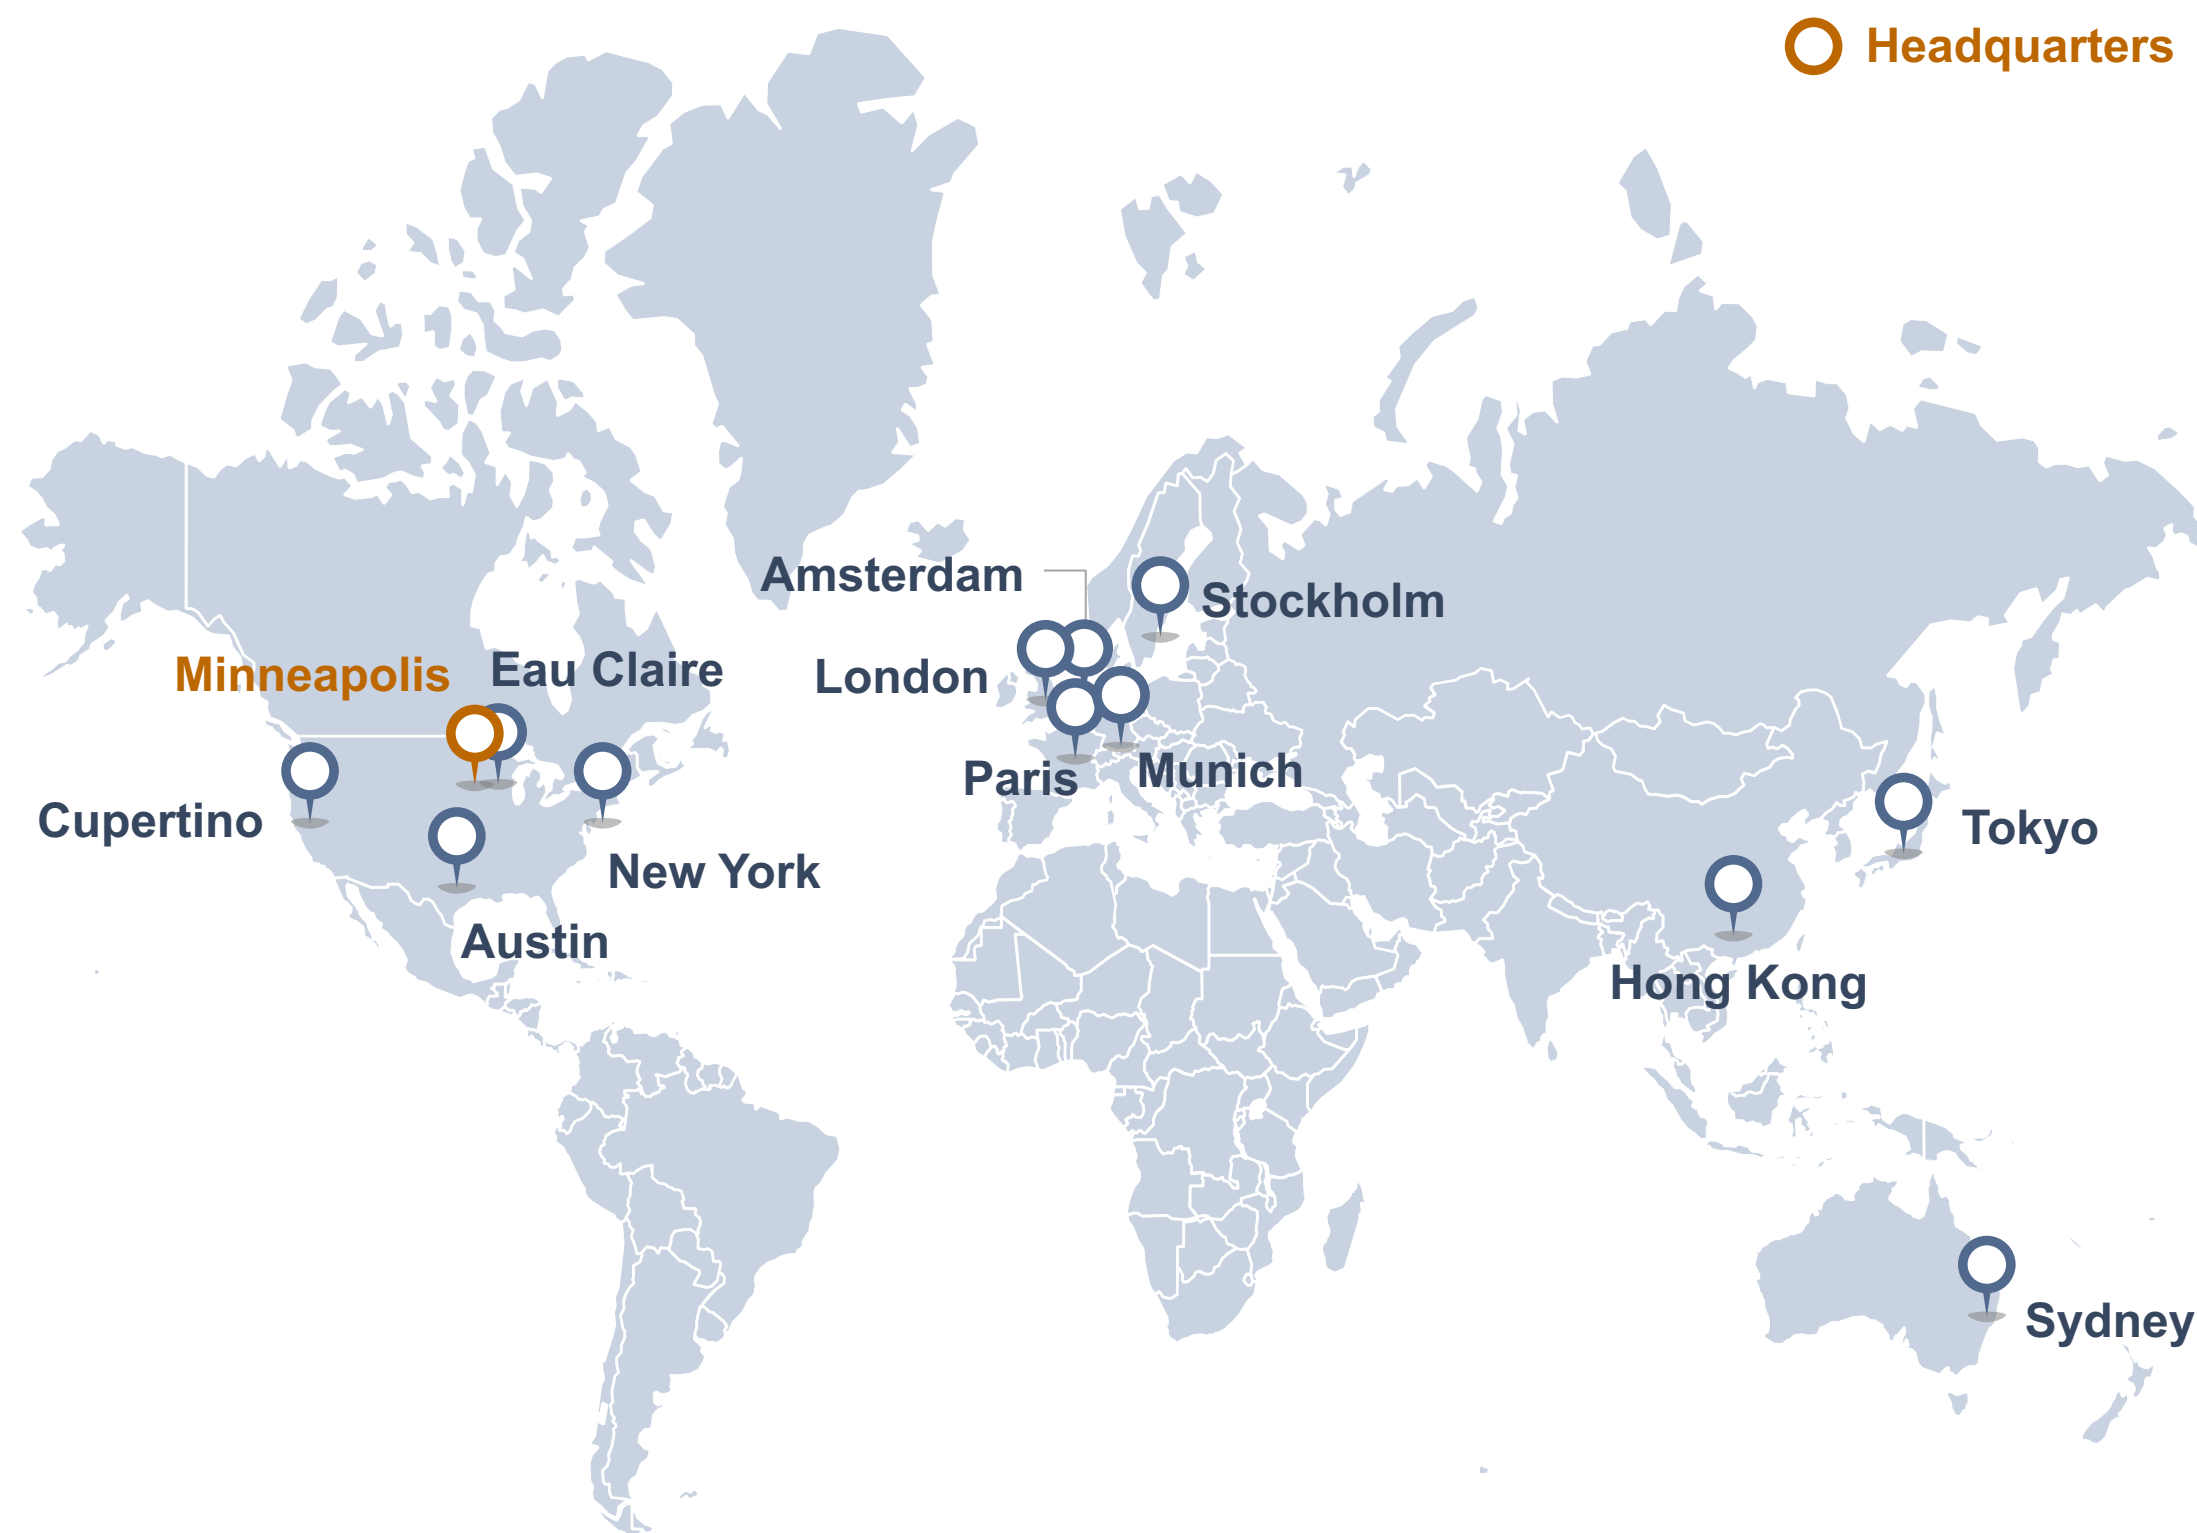 Headquarters
Amsterdam
Stockholm
Minneapolis
Eau Claire
London
Paris
Munich
Cupertino
New York
Tokyo
Austin
Hong Kong
Sydney